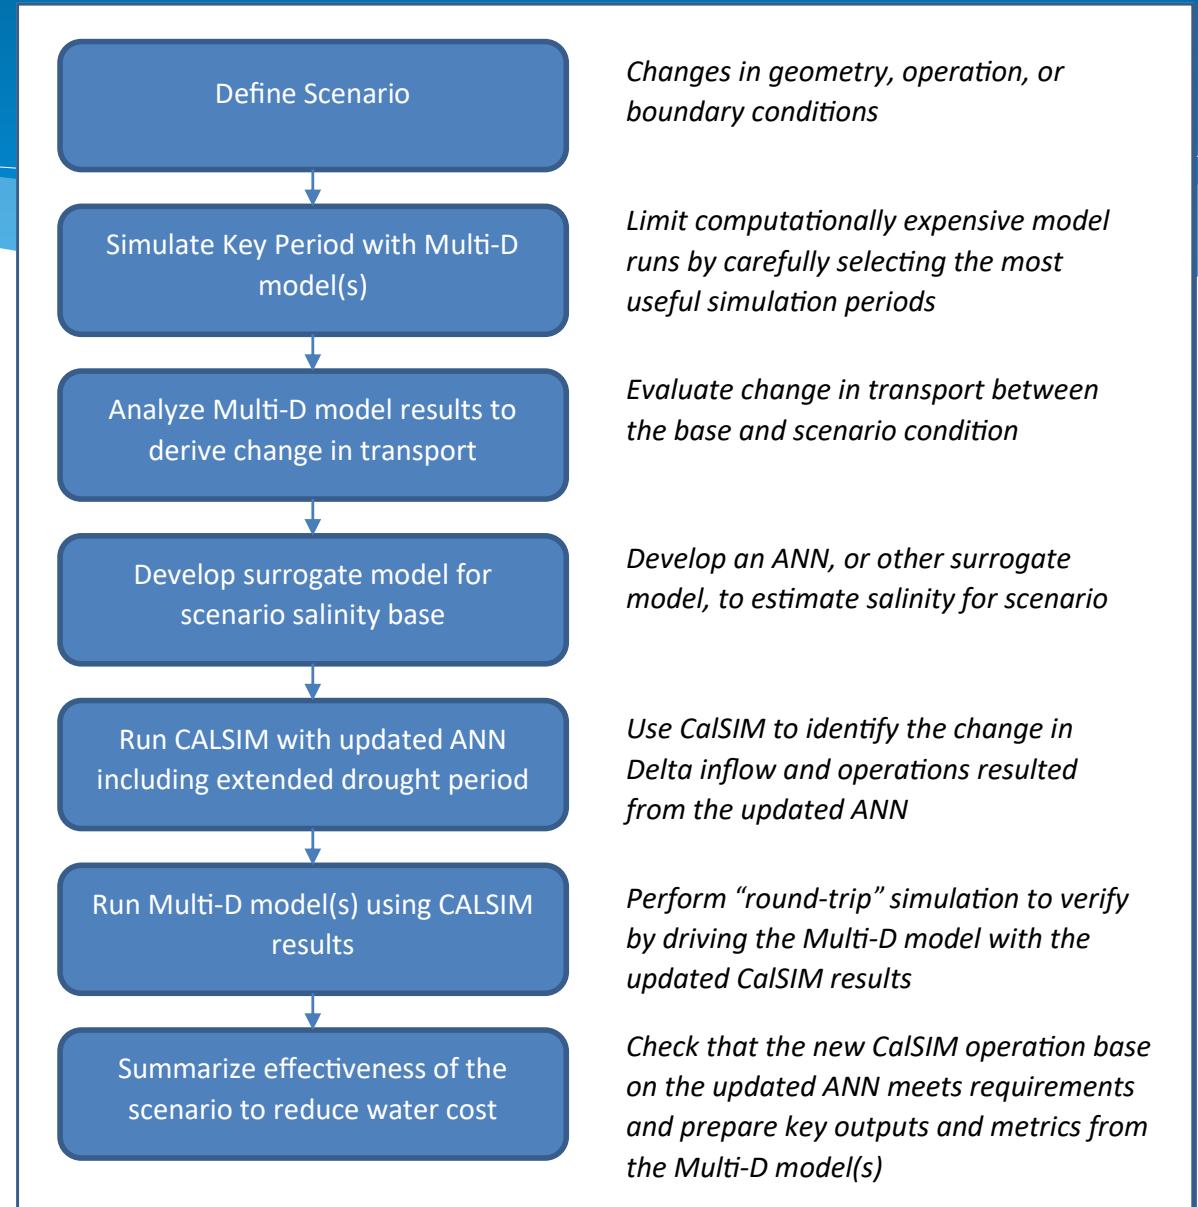 Define Scenario
Changes in geometry, operation, or
boundary conditions
Simulate Key Period with Multi-D
model(s)
Limit computationally expensive model
runs by carefully selecting the most
useful simulation periods
Analyze Multi-D model results to
derive change in transport
Evaluate change in transport between
the base and scenario condition
Develop surrogate model for
scenario salinity base
Develop an ANN, or other surrogate
model, to estimate salinity for scenario
Run CALSIM with updated ANN
including extended drought period
Use CalSIM to identify the change in
Delta inflow and operations resulted
from the updated ANN
Run Multi-D model(s) using CALSIM
results
Perform “round-trip” simulation to verify
by driving the Multi-D model with the
updated CalSIM results
Summarize effectiveness of the
scenario to reduce water cost
Check that the new CalSIM operation base
on the updated ANN meets requirements
and prepare key outputs and metrics from
the Multi-D model(s)